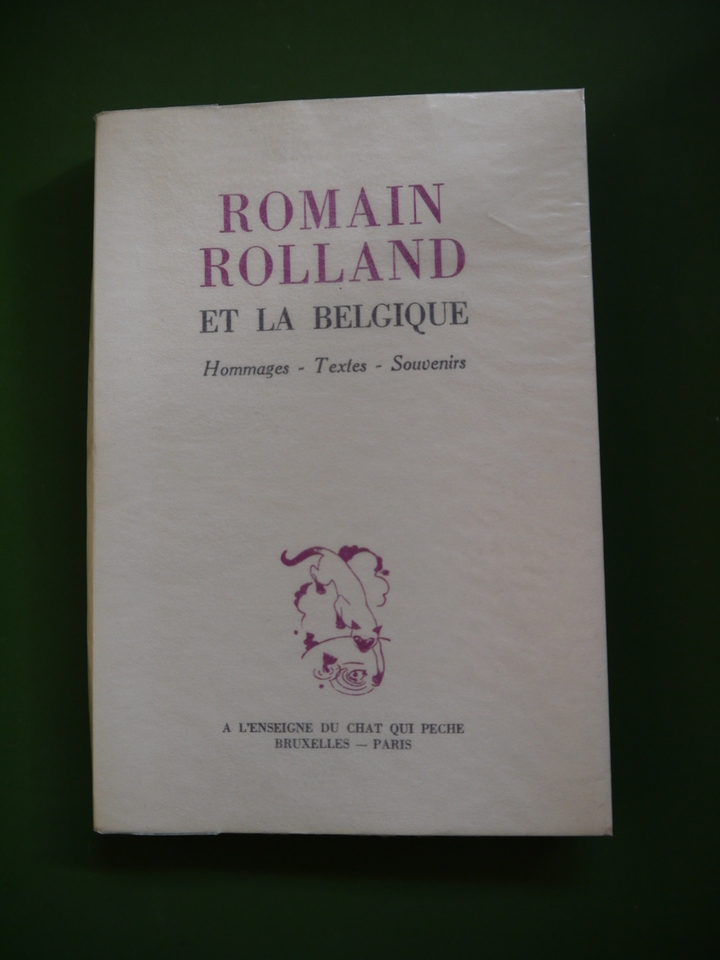 ROMAIN
ROLLAND
ET LA BELGIQUE
Hommages - Textes - Souvenirs
A L'ENSEIGNE DU CHAT QUI PECHE
BRUXELLES — PARIS